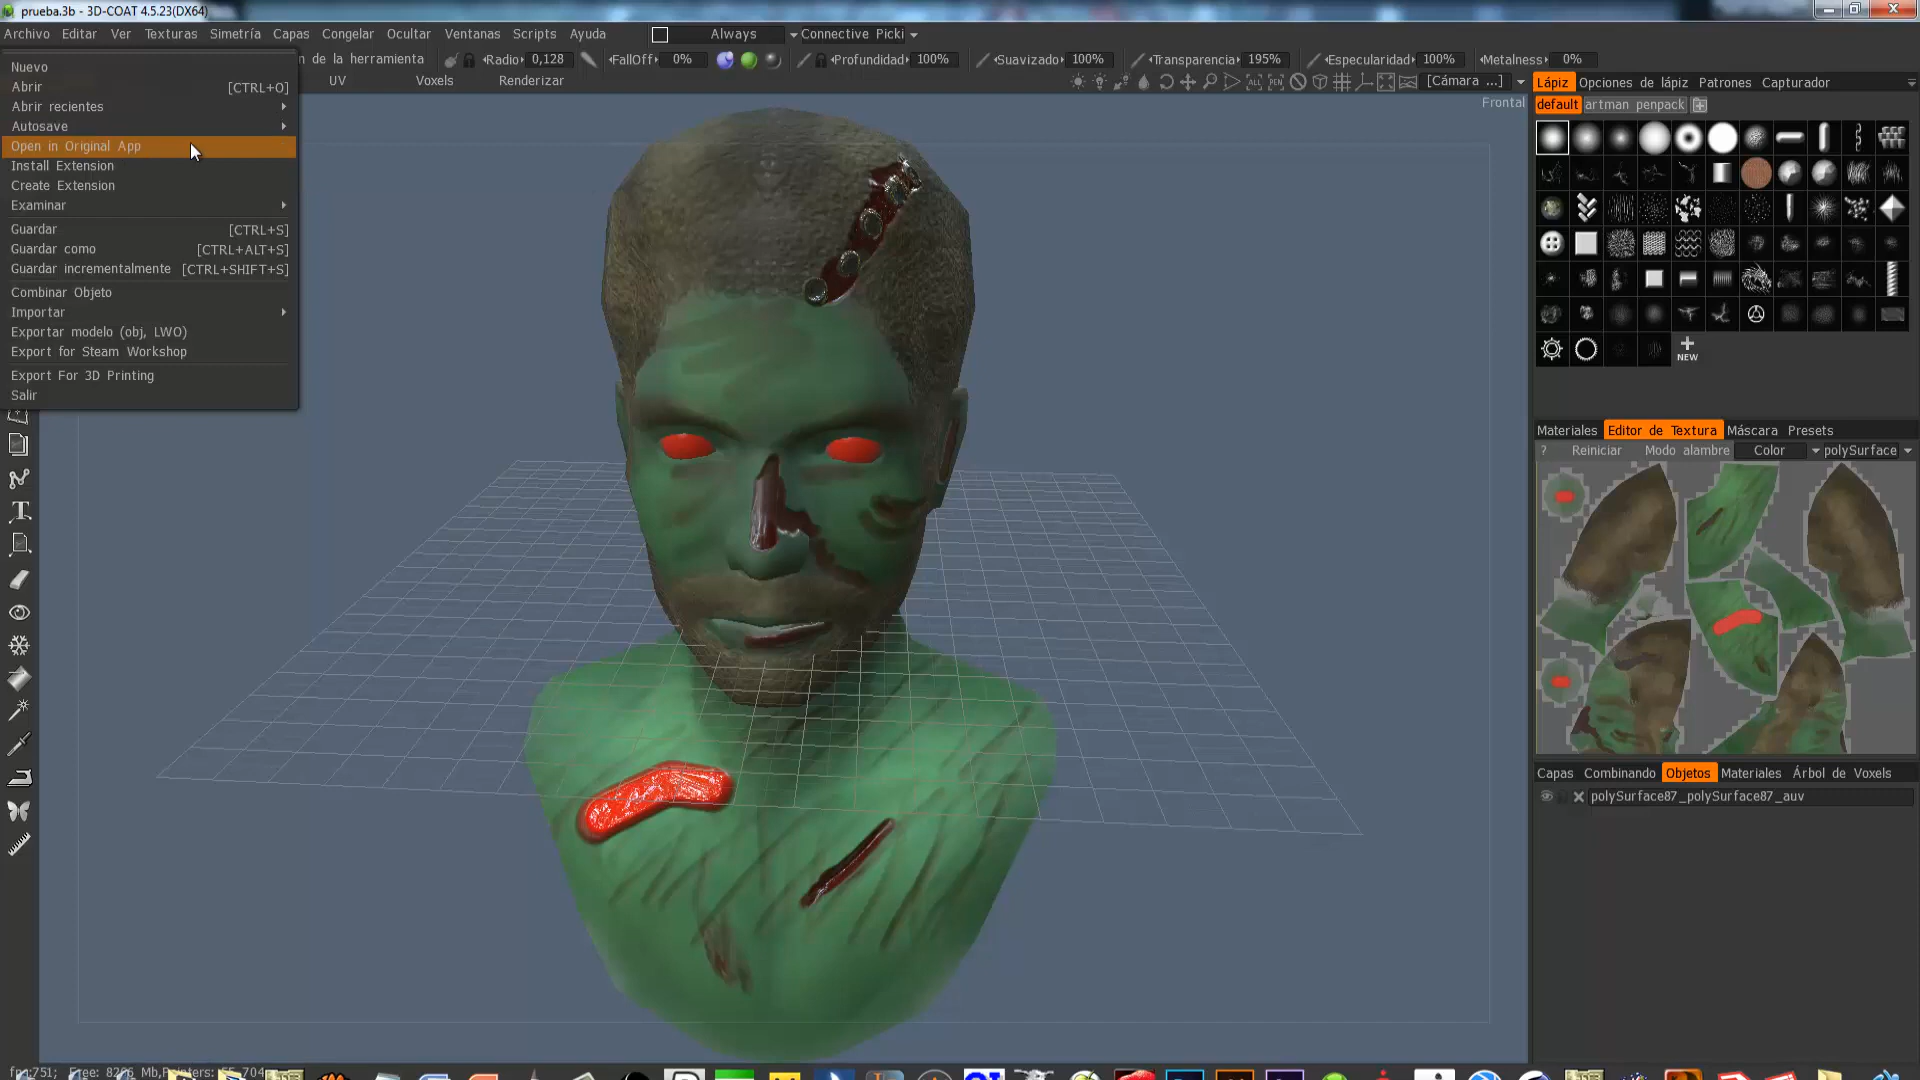 prueba.3b - 3D-COAT 4.5.23(DX64)
Archivo Editar Ver Texturas Simetría Capas Congelar Ocultar Ventanas Scripts Ayuda Always Connective Picki
n de la herramienta Radio 0,128 FallOff 0% Profundidad 100% Suavizado 100% Transparencia 195% Especularidad 100% Metalness 0%
UV Voxels Renderizar [Cámara ...]
Frontal
Nuevo
Abrir [CTRL+O]
Abrir recientes
Autosave
Open in Original App
Install Extension
Create Extension
Examinar
Guardar [CTRL+S]
Guardar como [CTRL+ALT+S]
Guardar incrementalmente [CTRL+SHIFT+S]
Combinar Objeto
Importar
Exportar modelo (obj, LWO)
Export for Steam Workshop
Export For 3D Printing
Salir
Lápiz Opciones de lápiz Patrones Capturador
default artman penpack
NEW
Materiales Editor de Textura Máscara Presets
? Reiniciar Modo alambre Color polySurface
Capas Combinando Objetos Materiales Árbol de Voxels
polySurface87_polySurface87_auv